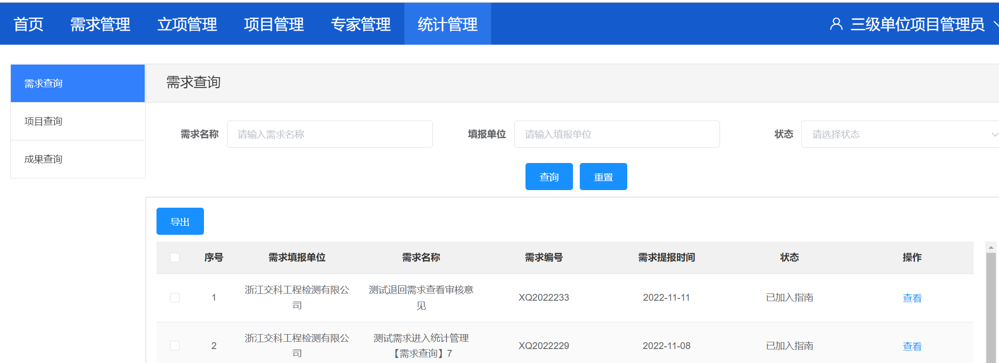 首页 需求管理 立项管理 项目管理 专家管理 统计管理 三级单位项目管理员
需求查询
项目查询
成果查询
需求查询
需求名称 请输入需求名称 填报单位 请输入填报单位 状态 请选择状态
查询 重置
导出
序号 需求填报单位 需求名称 需求编号 需求提报时间 状态 操作
1 浙江交科工程检测有限公司 测试退回需求查看审核意见 XQ2022233 2022-11-11 已加入指南 查看
2 浙江交科工程检测有限公司 测试需求进入统计管理【需求查询】7 XQ2022229 2022-11-08 已加入指南 查看